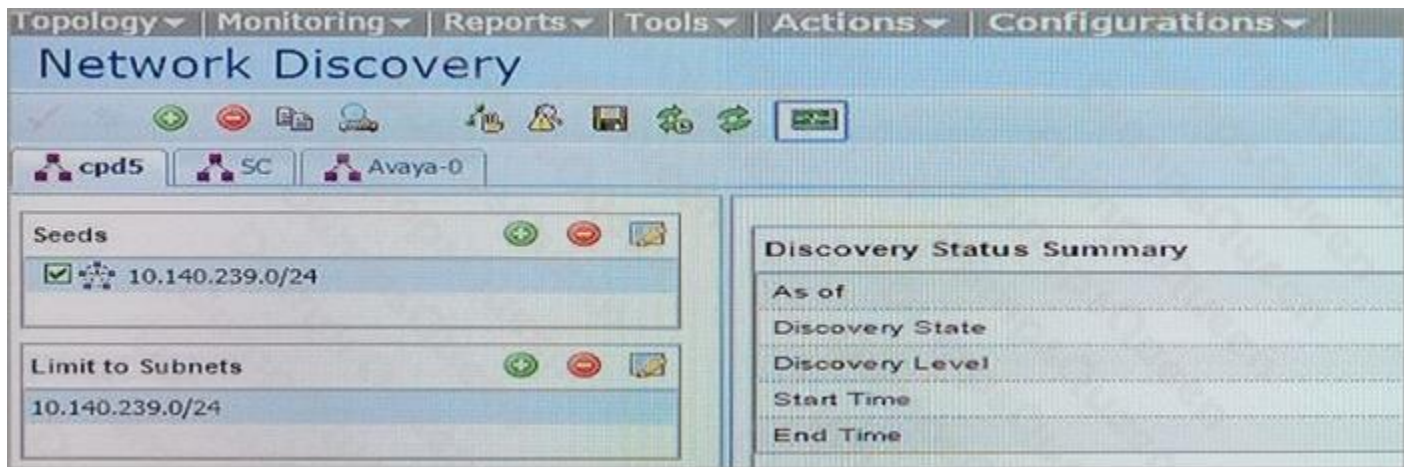 Topology | Monitoring | Reports | Tools | Actions | Configurations |
Network Discovery
cpd5 SC Avaya-0
Seeds
10.140.239.0/24
Limit to Subnets
10.140.239.0/24
Discovery Status Summary
As of
Discovery State
Discovery Level
Start Time
End Time